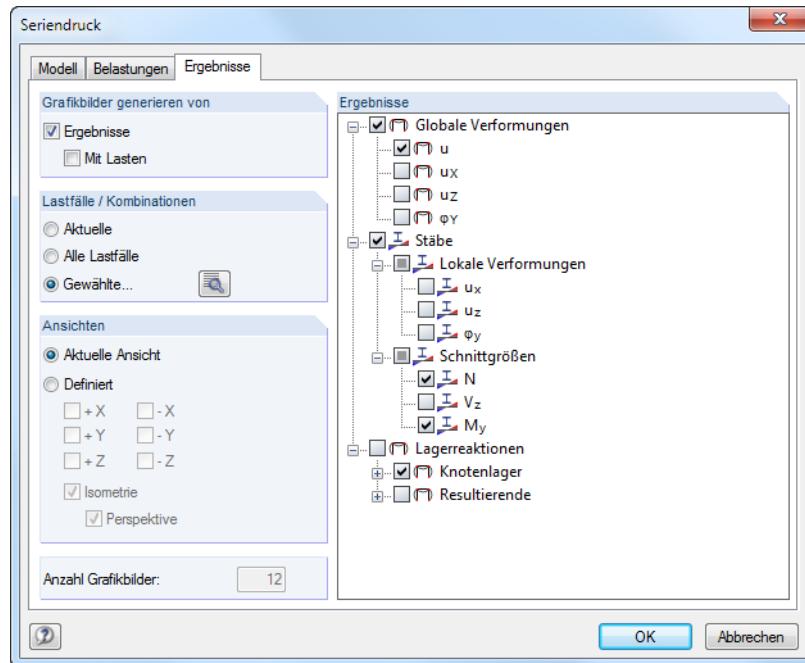 Seriendruck
Modell Belastungen Ergebnisse
Grafikbilder generieren von
Ergebnisse
Mit Lasten
Lastfälle / Kombinationen
Aktuelle
Alle Lastfälle
Gewählte...
Ansichten
Aktuelle Ansicht
Definiert
+ X - X
+ Y - Y
+ Z - Z
Isometrie
Perspektive
Anzahl Grafikbilder: 12
Ergebnisse
Globale Verformungen
u
uX
uZ
φY
Stäbe
Lokale Verformungen
ux
uz
φy
Schnittgrößen
N
Vz
My
Lagerreaktionen
Knotenlager
Resultierende
OK Abbrechen